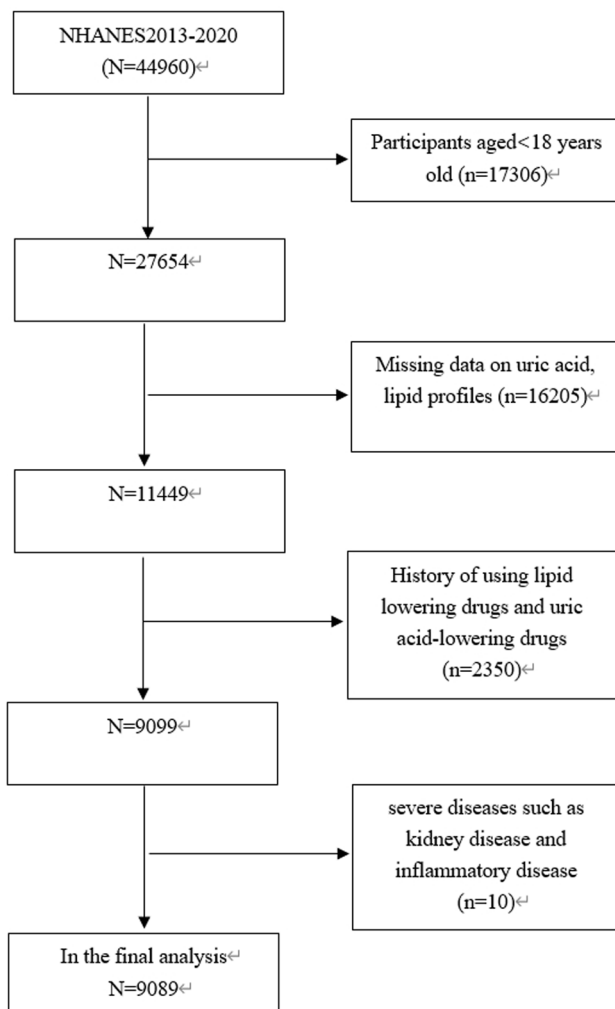 NHANES2013-2020
(N=44960)↵
Participants aged<18 years
old (n=17306)↵
N=27654↵
Missing data on uric acid,
lipid profiles (n=16205)↵
N=11449↵
History of using lipid
lowering drugs and uric
acid-lowering drugs
(n=2350)↵
N=9099↵
severe diseases such as
kidney disease and
inflammatory disease
(n=10)↵
In the final analysis↵
N=9089↵